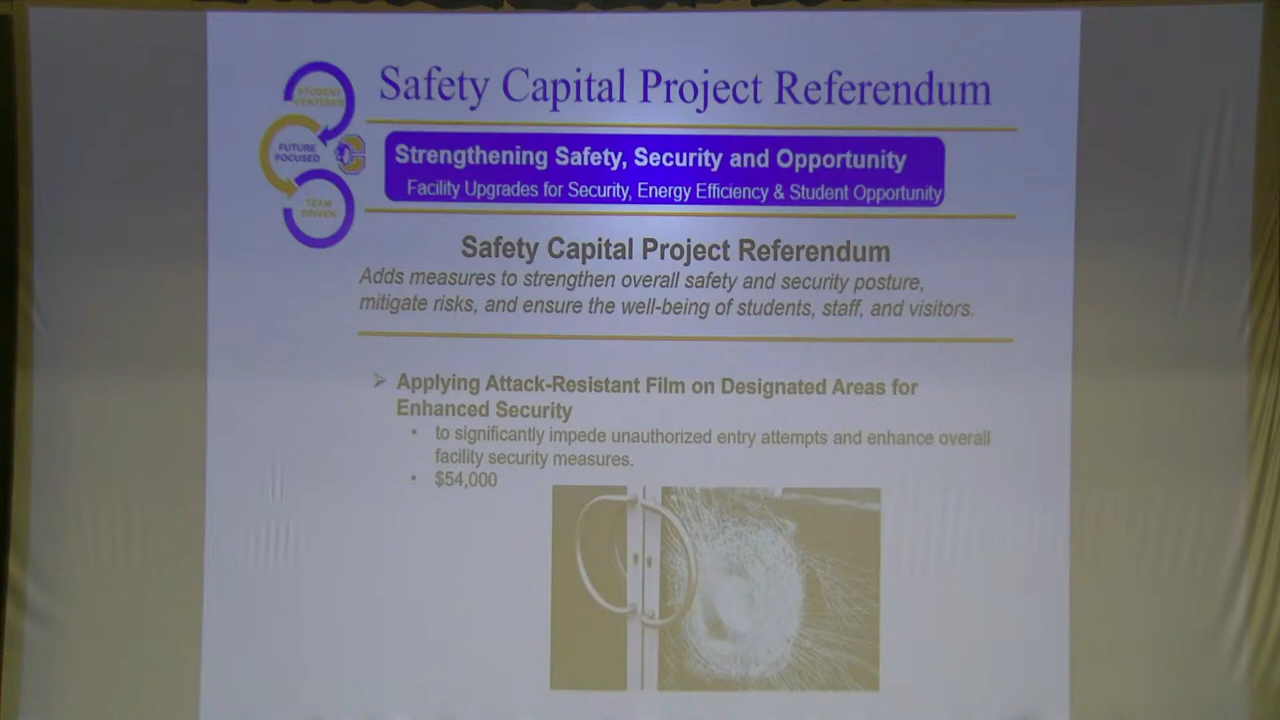 Safety Capital Project Referendum
STUDENT
CENTERED
FUTURE
FOCUSED
TEAM
DRIVEN
Strengthening Safety, Security and Opportunity
Facility Upgrades for Security, Energy Efficiency & Student Opportunity
Safety Capital Project Referendum
Adds measures to strengthen overall safety and security posture,
mitigate risks, and ensure the well-being of students, staff, and visitors.
➢ Applying Attack-Resistant Film on Designated Areas for
Enhanced Security
• to significantly impede unauthorized entry attempts and enhance overall
facility security measures.
• $54,000